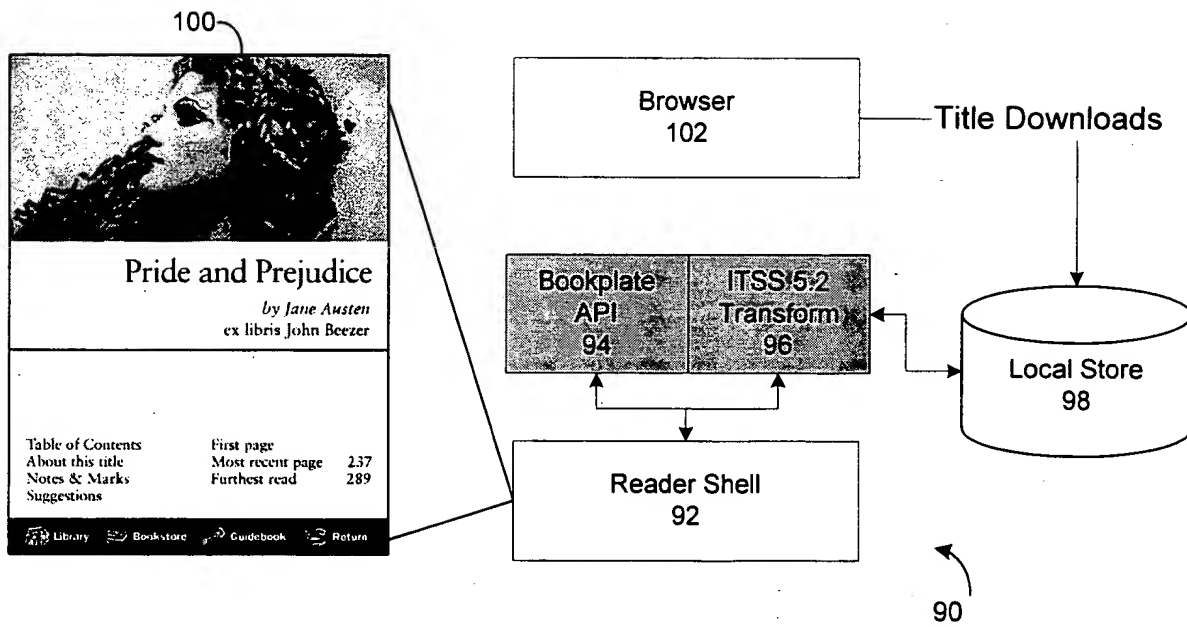 100
Pride and Prejudice
by Jane Austen
ex libris John Beezer
Table of Contents
About this title
Notes & Marks
Suggestions
First page
Most recent page 237
Furthest read 289
Library Bookstore Guidebook Return
Browser
102
Title Downloads
Bookplate
API
94
ITSS 5.2
Transform
96
Local Store
98
Reader Shell
92
90